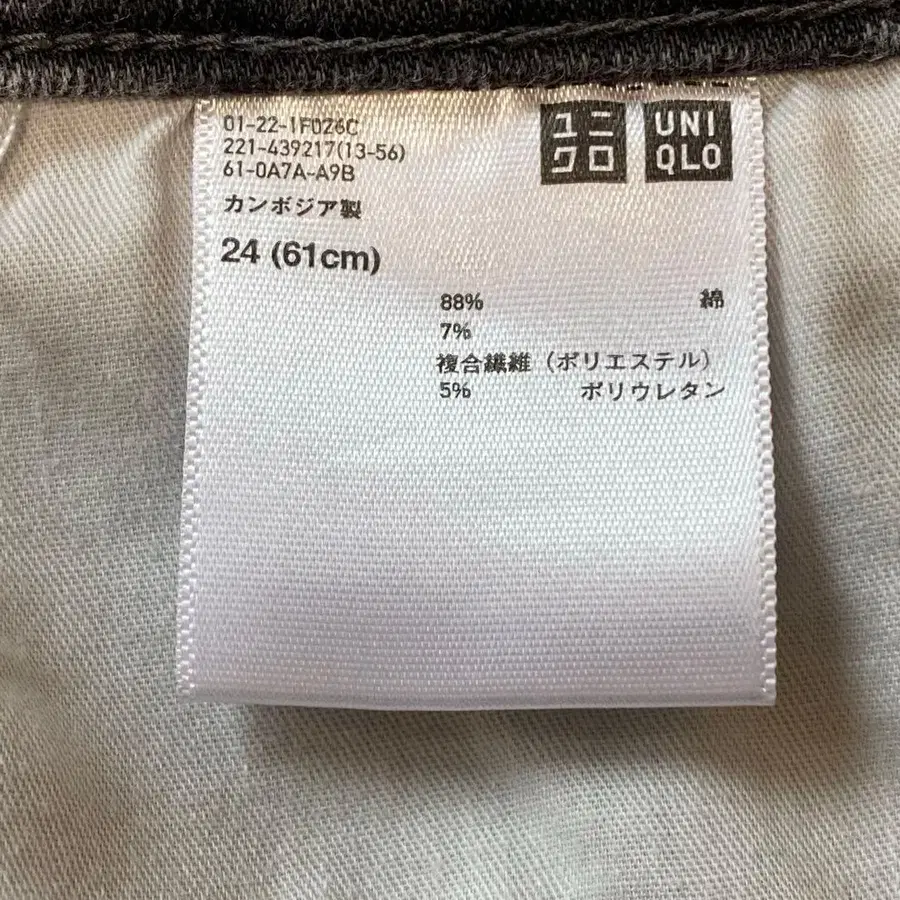 01-22-1F026C
221-439217(13-56)
61-0A7A-A9B
カンボジア製
24 (61cm)
ユニ
クロ
UNI
QLO
88% 綿
7%
複合繊維（ポリエステル）
5% ポリウレタン